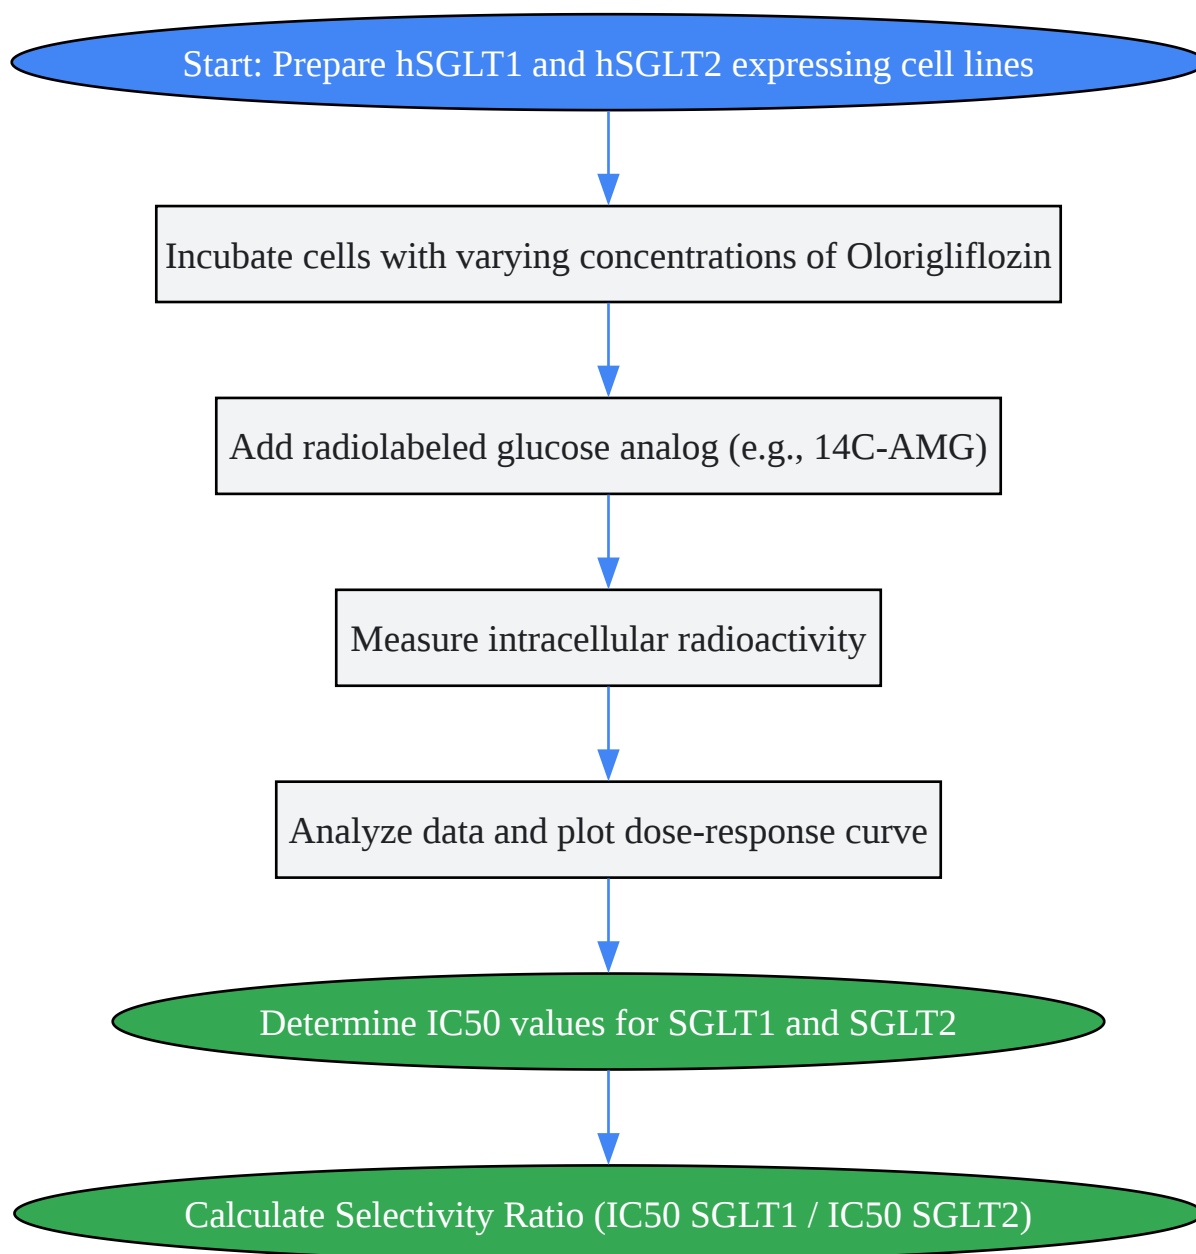 Start: Prepare hSGLT1 and hSGLT2 expressing cell lines
Incubate cells with varying concentrations of Olorigliflozin
Add radiolabeled glucose analog (e.g., 14C-AMG)
Measure intracellular radioactivity
Analyze data and plot dose-response curve
Determine IC50 values for SGLT1 and SGLT2
Calculate Selectivity Ratio (IC50 SGLT1 / IC50 SGLT2)